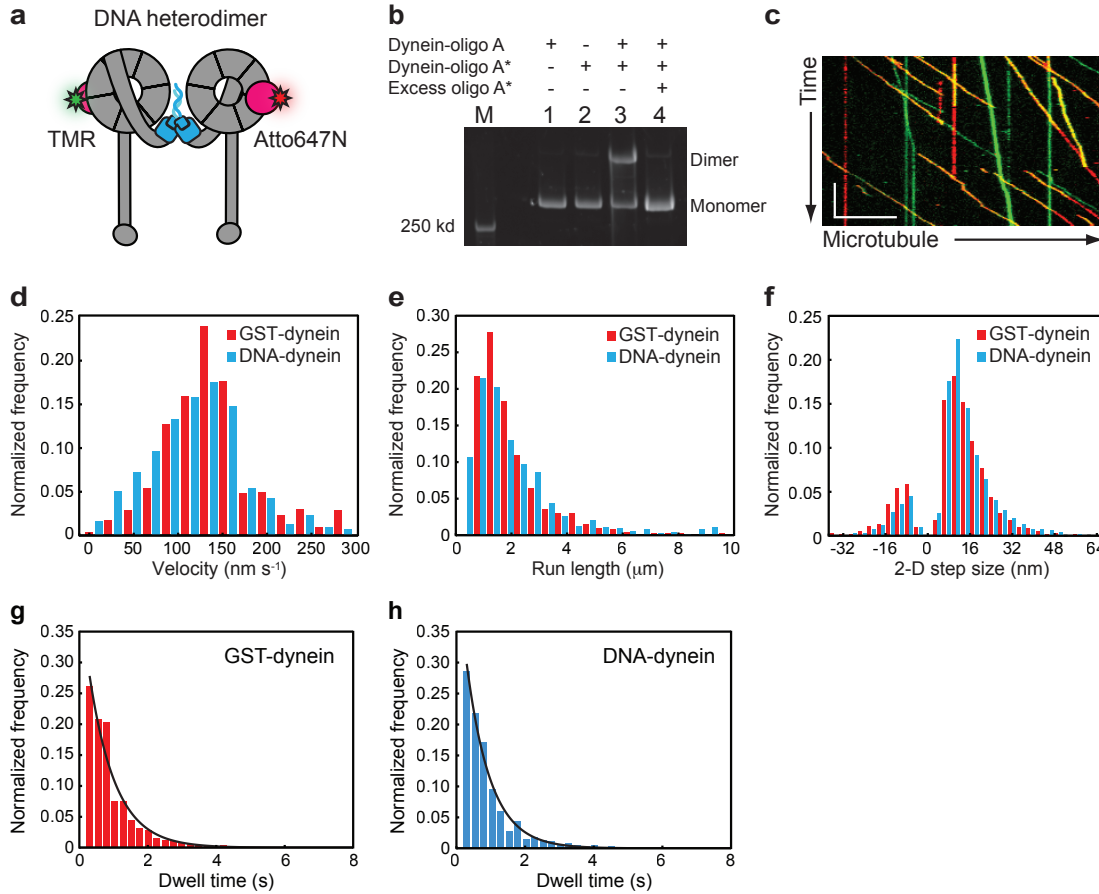 a
DNA heterodimer
TMR
Atto647N
b
Dynein-oligo A + - + +
Dynein-oligo A* - + + +
Excess oligo A* +
M 1 2 3 4
Dimer
Monomer
250 kd
c
Time
Microtubule
d
Normalized frequency
0.25
0.20
0.15
0.10
0.05
0
GST-dynein
DNA-dynein
0 50 100 150 200 250 300
Velocity (nm s⁻¹)
e
Normalized frequency
0.30
0.25
0.20
0.15
0.10
0.05
0
GST-dynein
DNA-dynein
0 2 4 6 8 10
Run length (μm)
f
Normalized frequency
0.25
0.20
0.15
0.10
0.05
0
GST-dynein
DNA-dynein
-32 -16 0 16 32 48 64
2-D step size (nm)
g
Normalized frequency
0.35
0.30
0.25
0.20
0.15
0.10
0.05
0
GST-dynein
0 2 4 6 8
Dwell time (s)
h
Normalized frequency
0.35
0.30
0.25
0.20
0.15
0.10
0.05
0
DNA-dynein
0 2 4 6 8
Dwell time (s)